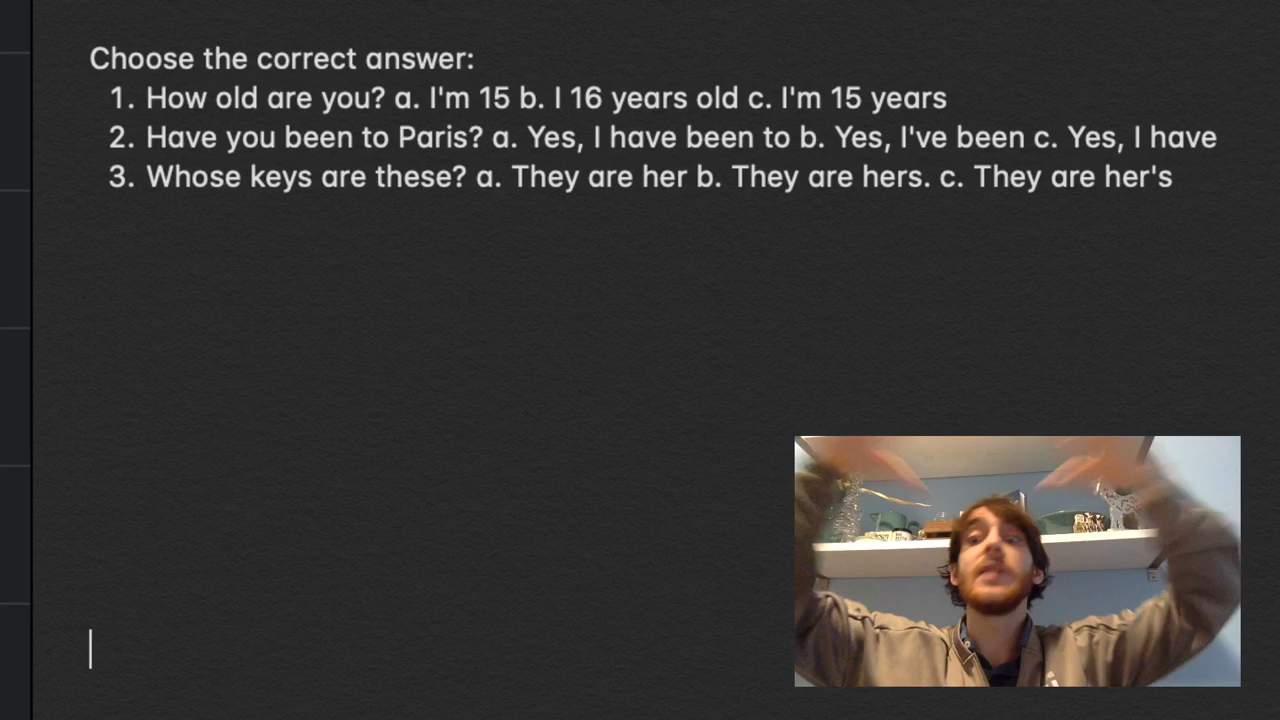 Choose the correct answer:
1. How old are you? a. I'm 15 b. I 16 years old c. I'm 15 years
2. Have you been to Paris? a. Yes, I have been to b. Yes, I've been c. Yes, I have
3. Whose keys are these? a. They are her b. They are hers. c. They are her's